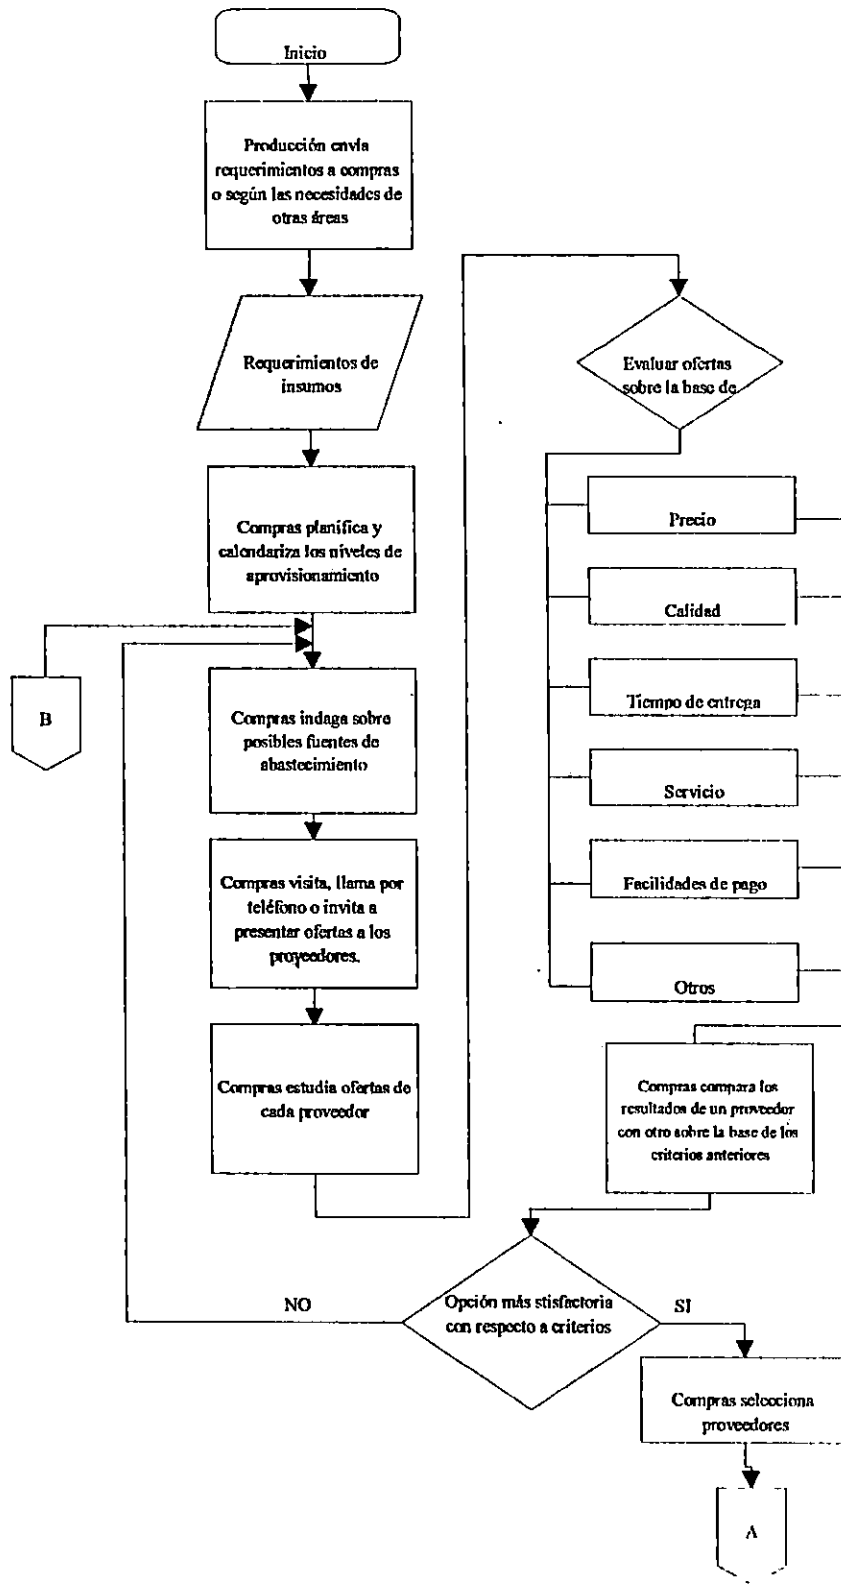 Inicio
Producción envía
requerimientos a compras
o según las necesidades de
otras áreas
Requerimientos de
insumos
Compras planifica y
calendariza los niveles de
aprovisionamiento
B
Compras indaga sobre
posibles fuentes de
abastecimiento
Compras visita, llama por
teléfono o invita a
presentar ofertas a los
proyeedores.
Compras estudia ofertas de
cada proveedor
Evaluar ofertas
sobre la base de
Precio
Calidad
Tiempo de entrega
Servicio
Facilidades de pago
Otros
Compras compara los
resultados de un proveedor
con otro sobre la base de los
criterios anteriores
Opción más stisfactoria
con respecto a criterios
NO
SI
Compras selecciona
proveedores
A